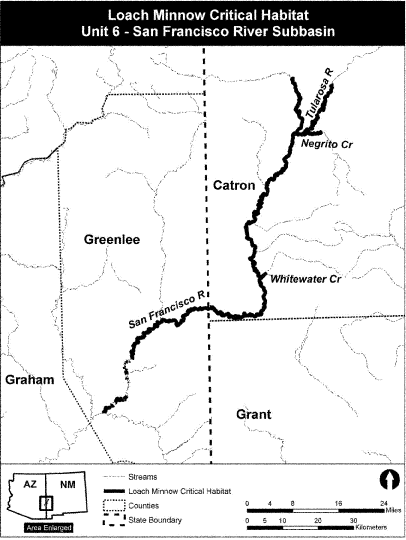 Loach Minnow Critical Habitat
Unit 6 - San Francisco River Subbasin
Tularosa R
Negrito Cr
Catron
Greenlee
Whitewater Cr
San Francisco R
Graham
Grant
AZ NM
Area Enlarged
Streams
Loach Minnow Critical Habitat
Counties
State Boundary
0 4 8 16 24
Miles
0 5 10 20 30
Kilometers